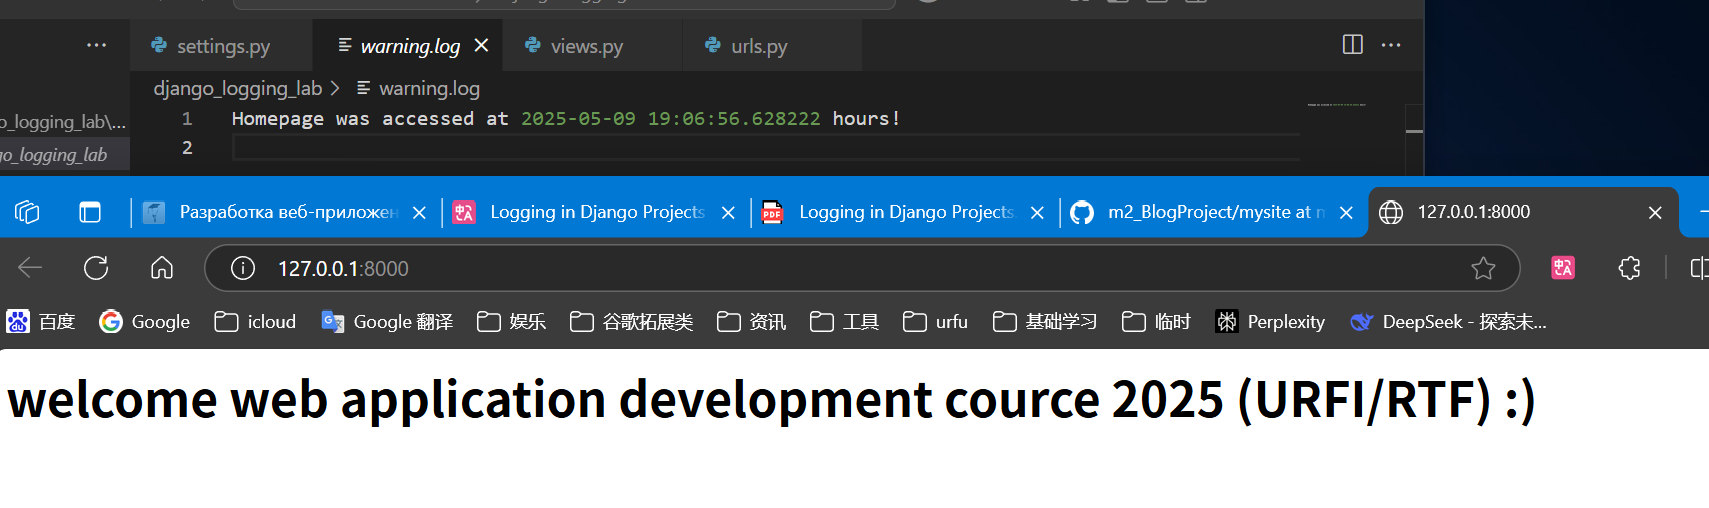 settings.py
warning.log
views.py
urls.py
django_logging_lab > warning.log
o_logging_lab\...
go_logging_lab
1 Homepage was accessed at 2025-05-09 19:06:56.628222 hours!
2
Разработка веб-приложен
Logging in Django Projects
PDF Logging in Django Projects
m2_BlogProject/mysite at m
127.0.0.1:8000
127.0.0.1:8000
百度
Google
icloud
Google 翻译
娱乐
谷歌拓展类
资讯
工具
urfu
基础学习
临时
Perplexity
DeepSeek - 探索未...
welcome web application development cource 2025 (URFI/RTF) :)